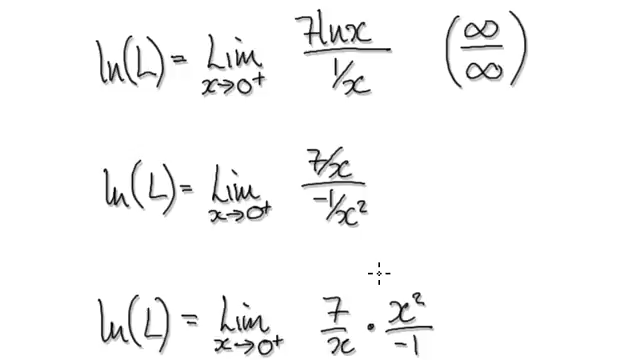 ln(L) = Lim x→0⁺ 7lnx / 1/x (∞/∞)
ln(L) = Lim x→0⁺ 7/x / -1/x²
ln(L) = Lim x→0⁺ 7/x · x²/-1